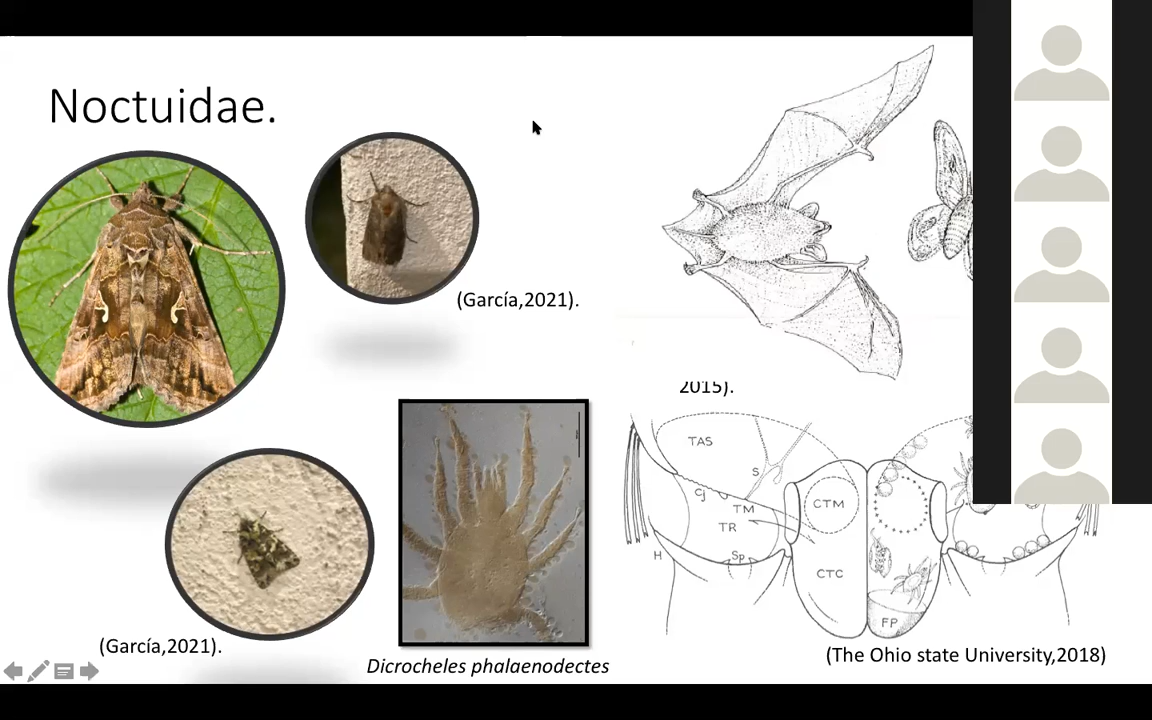 Noctuidae.
(García,2021).
2015).
TAS
S
Cj
TM
CTM
TR
H
Sp
CTC
FP
(García,2021).
Dicrocheles phalaenodectes
(The Ohio state University,2018)